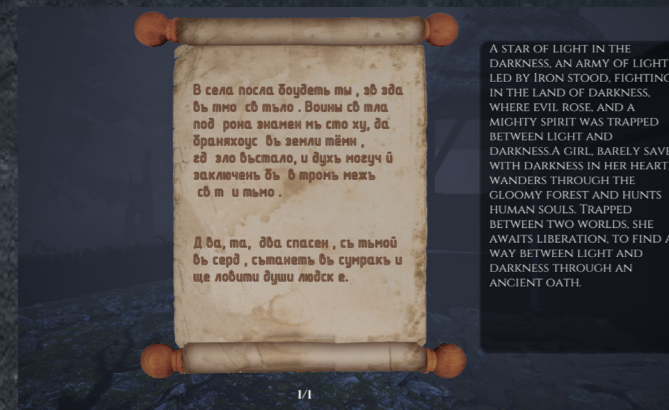 В села посла боудеть ты , зв зда
въ тмо св тъло . Воины св тла
под рона знамен мъ сто ху, да
браняхоус въ земли тёмн ,
гд зло въстало, и духъ могуч й
заключенъ бъ в тромъ межъ
св т и тьмо .
Д ва, та, два спасен , съ тьмой
въ серд , сътанеть въ сумракъ и
ще ловити души людск е.
A STAR OF LIGHT IN THE
DARKNESS, AN ARMY OF LIGHT
LED BY IRON STOOD, FIGHTING
IN THE LAND OF DARKNESS,
WHERE EVIL ROSE, AND A
MIGHTY SPIRIT WAS TRAPPED
BETWEEN LIGHT AND
DARKNESS.A GIRL, BARELY SAVE
WITH DARKNESS IN HER HEART
WANDERS THROUGH THE
GLOOMY FOREST AND HUNTS
HUMAN SOULS. TRAPPED
BETWEEN TWO WORLDS, SHE
AWAITS LIBERATION, TO FIND A
WAY BETWEEN LIGHT AND
DARKNESS THROUGH AN
ANCIENT OATH.
1/1